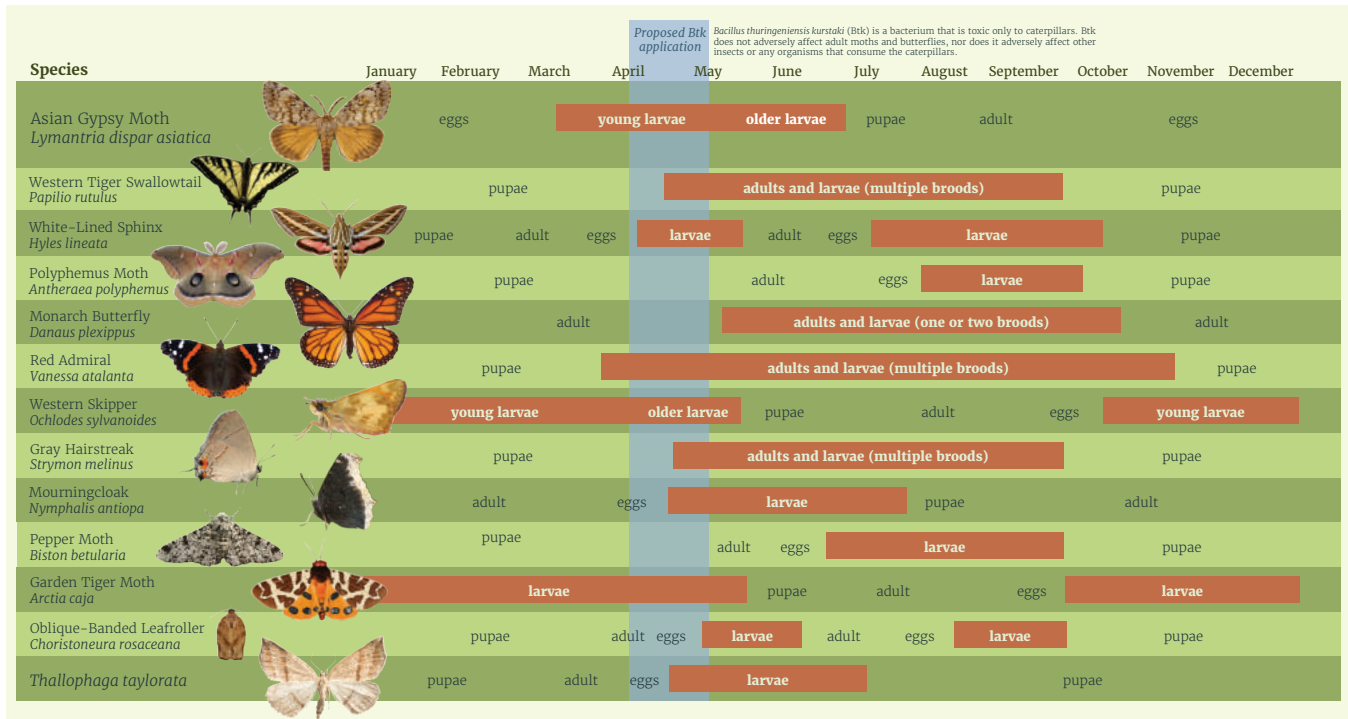 Proposed Btk
application
Bacillus thuringeniensis kurstaki (Btk) is a bacterium that is toxic only to caterpillars. Btk
does not adversely affect adult moths and butterflies, nor does it adversely affect other
insects or any organisms that consume the caterpillars.
Species January February March April May June July August September October November December
Asian Gypsy Moth
Lymantria dispar asiatica
eggs young larvae older larvae pupae adult eggs
Western Tiger Swallowtail
Papilio rutulus
pupae adults and larvae (multiple broods) pupae
White-Lined Sphinx
Hyles lineata
pupae adult eggs larvae adult eggs larvae pupae
Polyphemus Moth
Antheraea polyphemus
pupae adult eggs larvae pupae
Monarch Butterfly
Danaus plexippus
adult adults and larvae (one or two broods) adult
Red Admiral
Vanessa atalanta
pupae adults and larvae (multiple broods) pupae
Western Skipper
Ochlodes sylvanoides
young larvae older larvae pupae adult eggs young larvae
Gray Hairstreak
Strymon melinus
pupae adults and larvae (multiple broods) pupae
Mourningcloak
Nymphalis antiopa
adult eggs larvae pupae adult
Pepper Moth
Biston betularia
pupae adult eggs larvae pupae
Garden Tiger Moth
Arctia caja
larvae pupae adult eggs larvae
Oblique-Banded Leafroller
Choristoneura rosaceana
pupae adult eggs larvae adult eggs larvae pupae
Thallophaga taylorata
pupae adult eggs larvae pupae